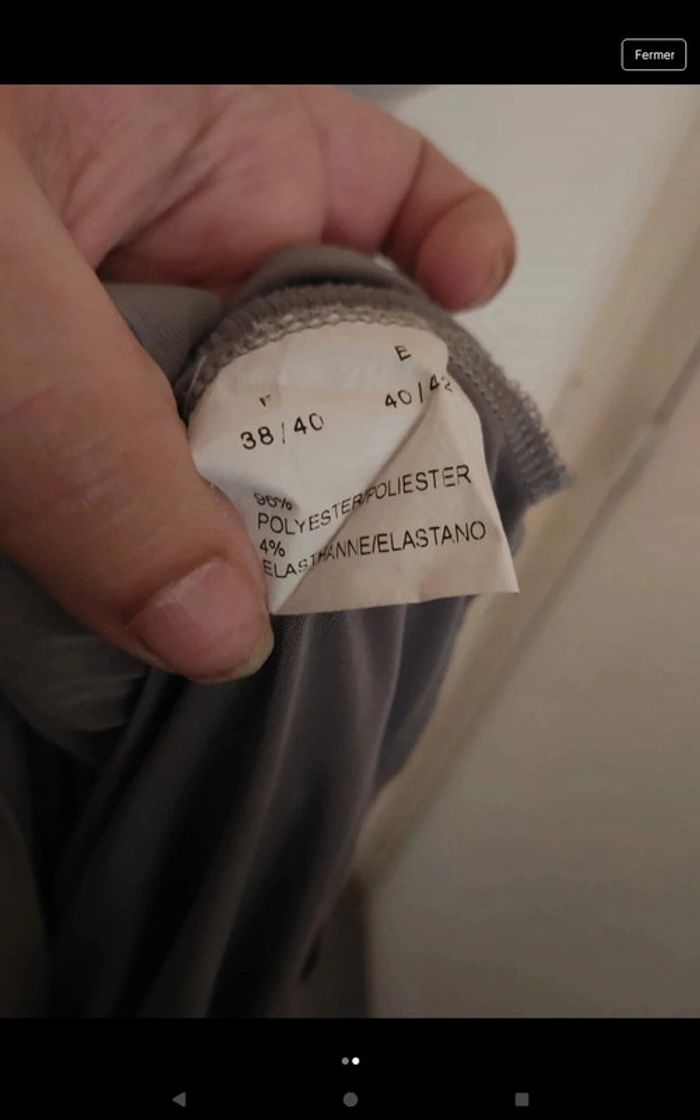 Fermer
E
F
40/42
38/40
96%
POLYESTER/POLIESTER
4%
ELASTHANNE/ELASTANO